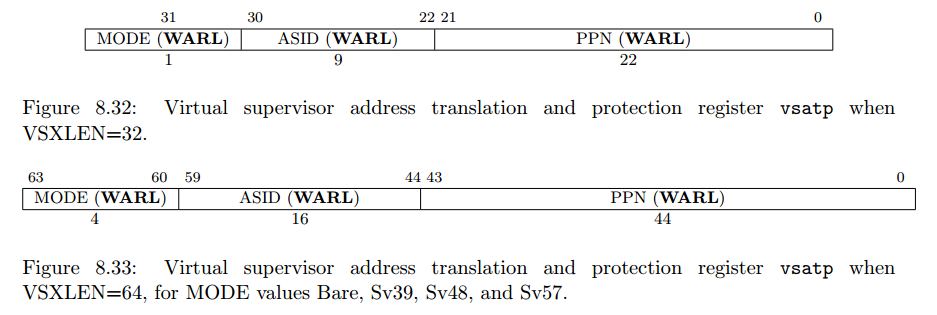 31 30 22 21 0
MODE (WARL) ASID (WARL) PPN (WARL)
1 9 22
Figure 8.32: Virtual supervisor address translation and protection register vsatp when
VSXLEN=32.
63 60 59 44 43 0
MODE (WARL) ASID (WARL) PPN (WARL)
4 16 44
Figure 8.33: Virtual supervisor address translation and protection register vsatp when
VSXLEN=64, for MODE values Bare, Sv39, Sv48, and Sv57.